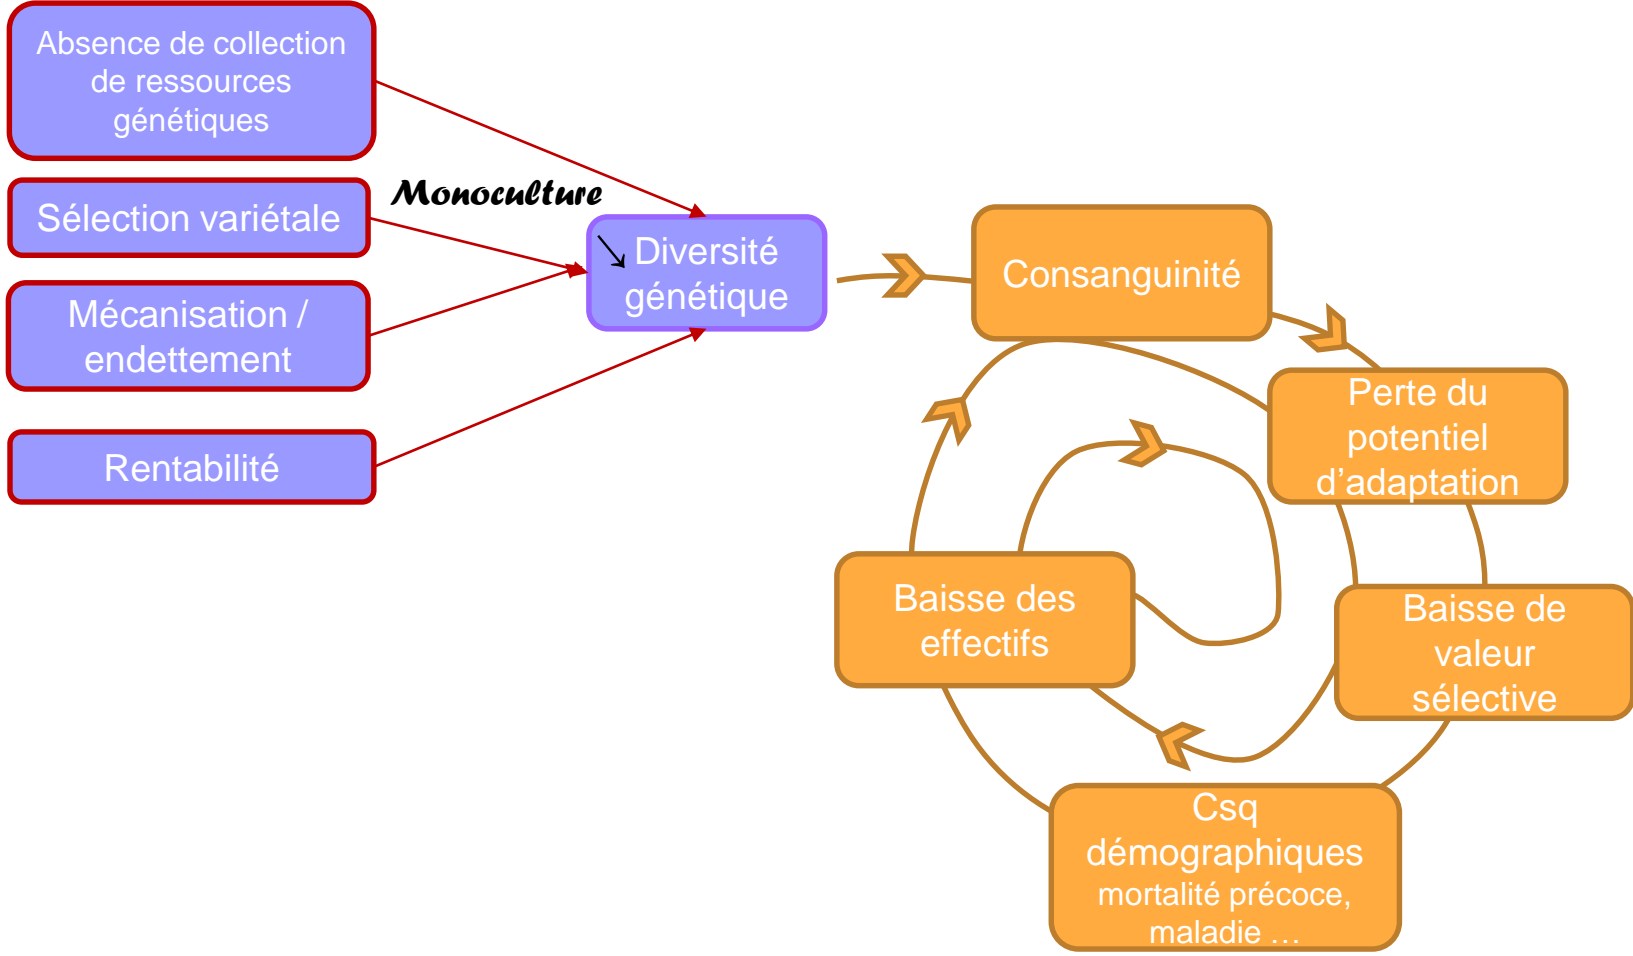 Absence de collection
de ressources
génétiques
Sélection variétale
Mécanisation /
endettement
Rentabilité
Monoculture
↘ Diversité
génétique
Consanguinité
Perte du
potentiel
d’adaptation
Baisse de
valeur
sélective
Csq
démographiques
mortalité précoce,
maladie …
Baisse des
effectifs